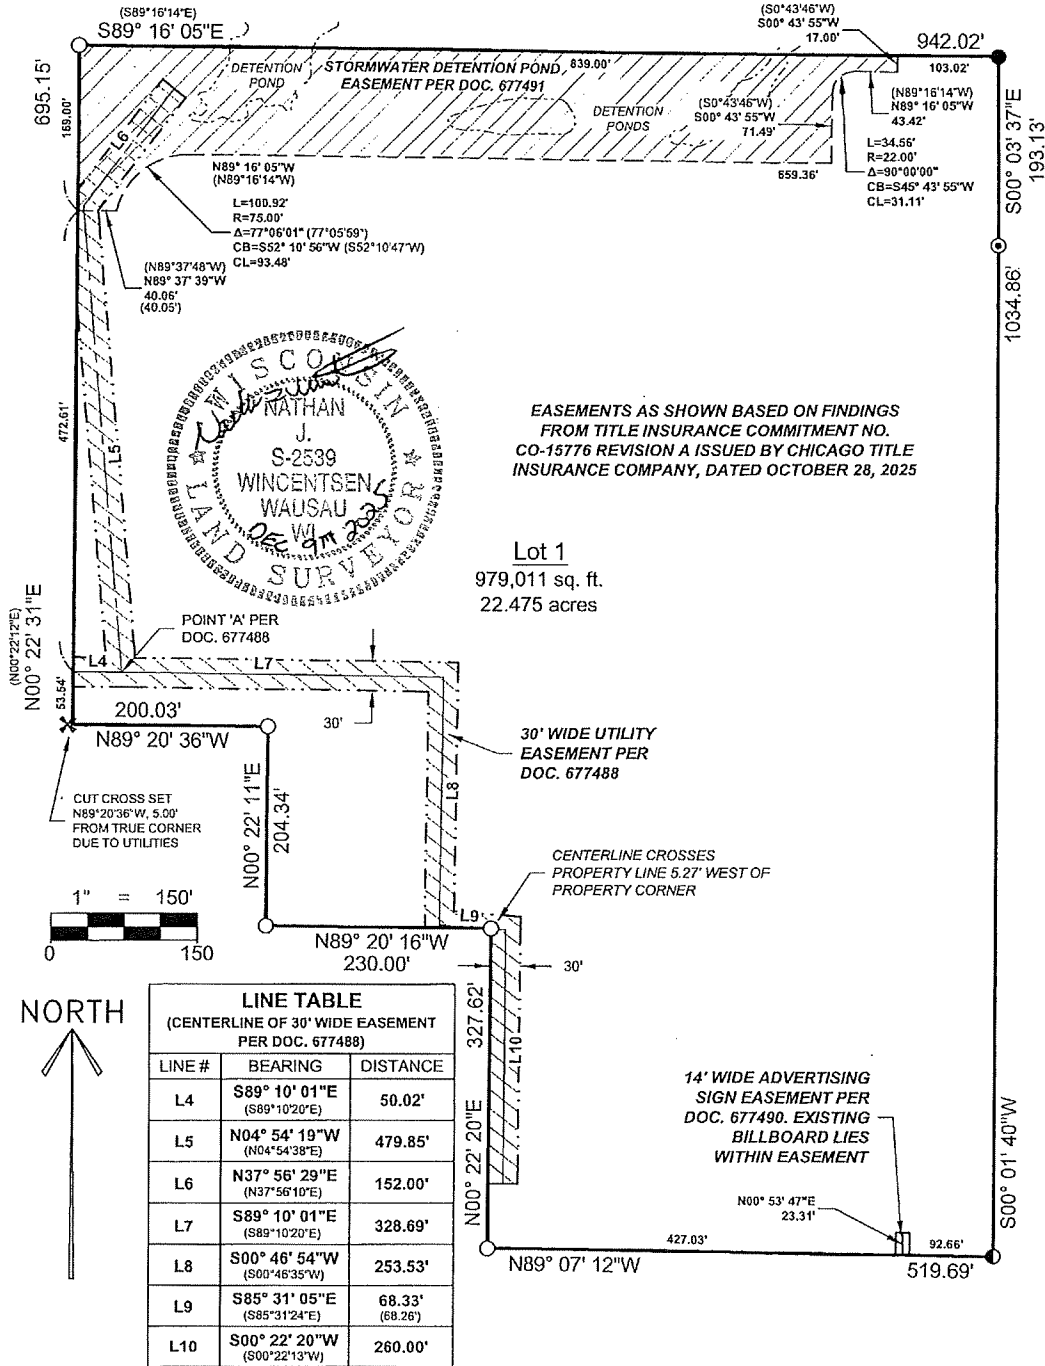 (S89°16'14"E)
S89° 16' 05"E
(S0°43'46"W)
S00° 43' 55"W
17.00'
942.02'
103.02'
DETENTION
POND
STORMWATER DETENTION POND
EASEMENT PER DOC. 677491
839.00'
DETENTION
PONDS
(S0°43'46"W)
S00° 43' 55"W
71.49'
(N89°16'14"W)
N89° 16' 05"W
43.42'
L=34.56'
R=22.00'
Δ=90°00'00"
CB=S45° 43' 55"W
CL=31.11'
695.15'
169.00'
L6
S00° 03' 37"E
193.13'
N89° 16' 05"W
(N89°16'14"W)
659.36'
L=100.92'
R=75.00'
Δ=77°06'01" (77°05'59")
CB=S52° 10' 56"W (S52°10'47"W)
CL=93.48'
(N89°37'48"W)
N89° 37' 39"W
40.06'
(40.05')
1034.86'
472.61'
L5
WISCONSIN
NATHAN
J.
S-2539
WINCENTSEN
WAUSAU
WI
DEC 9TH 2025
LAND SURVEYOR
EASEMENTS AS SHOWN BASED ON FINDINGS
FROM TITLE INSURANCE COMMITMENT NO.
CO-15776 REVISION A ISSUED BY CHICAGO TITLE
INSURANCE COMPANY, DATED OCTOBER 28, 2025
Lot 1
979,011 sq. ft.
22.475 acres
(N00°22'12"E)
N00° 22' 31"E
POINT 'A' PER
DOC. 677488
L4
L7
53.54'
200.03'
N89° 20' 36"W
30'
30' WIDE UTILITY
EASEMENT PER
DOC. 677488
L8
CUT CROSS SET
N89°20'36"W, 5.00'
FROM TRUE CORNER
DUE TO UTILITIES
N00° 22' 11"E
204.34'
CENTERLINE CROSSES
PROPERTY LINE 5.27' WEST OF
PROPERTY CORNER
1" = 150'
0 150
L9
N89° 20' 16"W
230.00'
30'
NORTH
327.62'
N00° 22' 20"E
L10
LINE TABLE
(CENTERLINE OF 30' WIDE EASEMENT
PER DOC. 677488)
LINE # BEARING DISTANCE
L4 S89° 10' 01"E 50.02'
(S89°10'20"E)
L5 N04° 54' 19"W 479.85'
(N04°54'38"E)
L6 N37° 56' 29"E 152.00'
(N37°56'10"E)
L7 S89° 10' 01"E 328.69'
(S89°10'20"E)
L8 S00° 46' 54"W 253.53'
(S00°46'35"W)
L9 S85° 31' 05"E 68.33'
(S85°31'24"E) (68.26')
L10 S00° 22' 20"W 260.00'
(S00°22'13"W)
14' WIDE ADVERTISING
SIGN EASEMENT PER
DOC. 677490. EXISTING
BILLBOARD LIES
WITHIN EASEMENT
N00° 53' 47"E
23.31'
S00° 01' 40"W
427.03'
92.66'
N89° 07' 12"W
519.69'